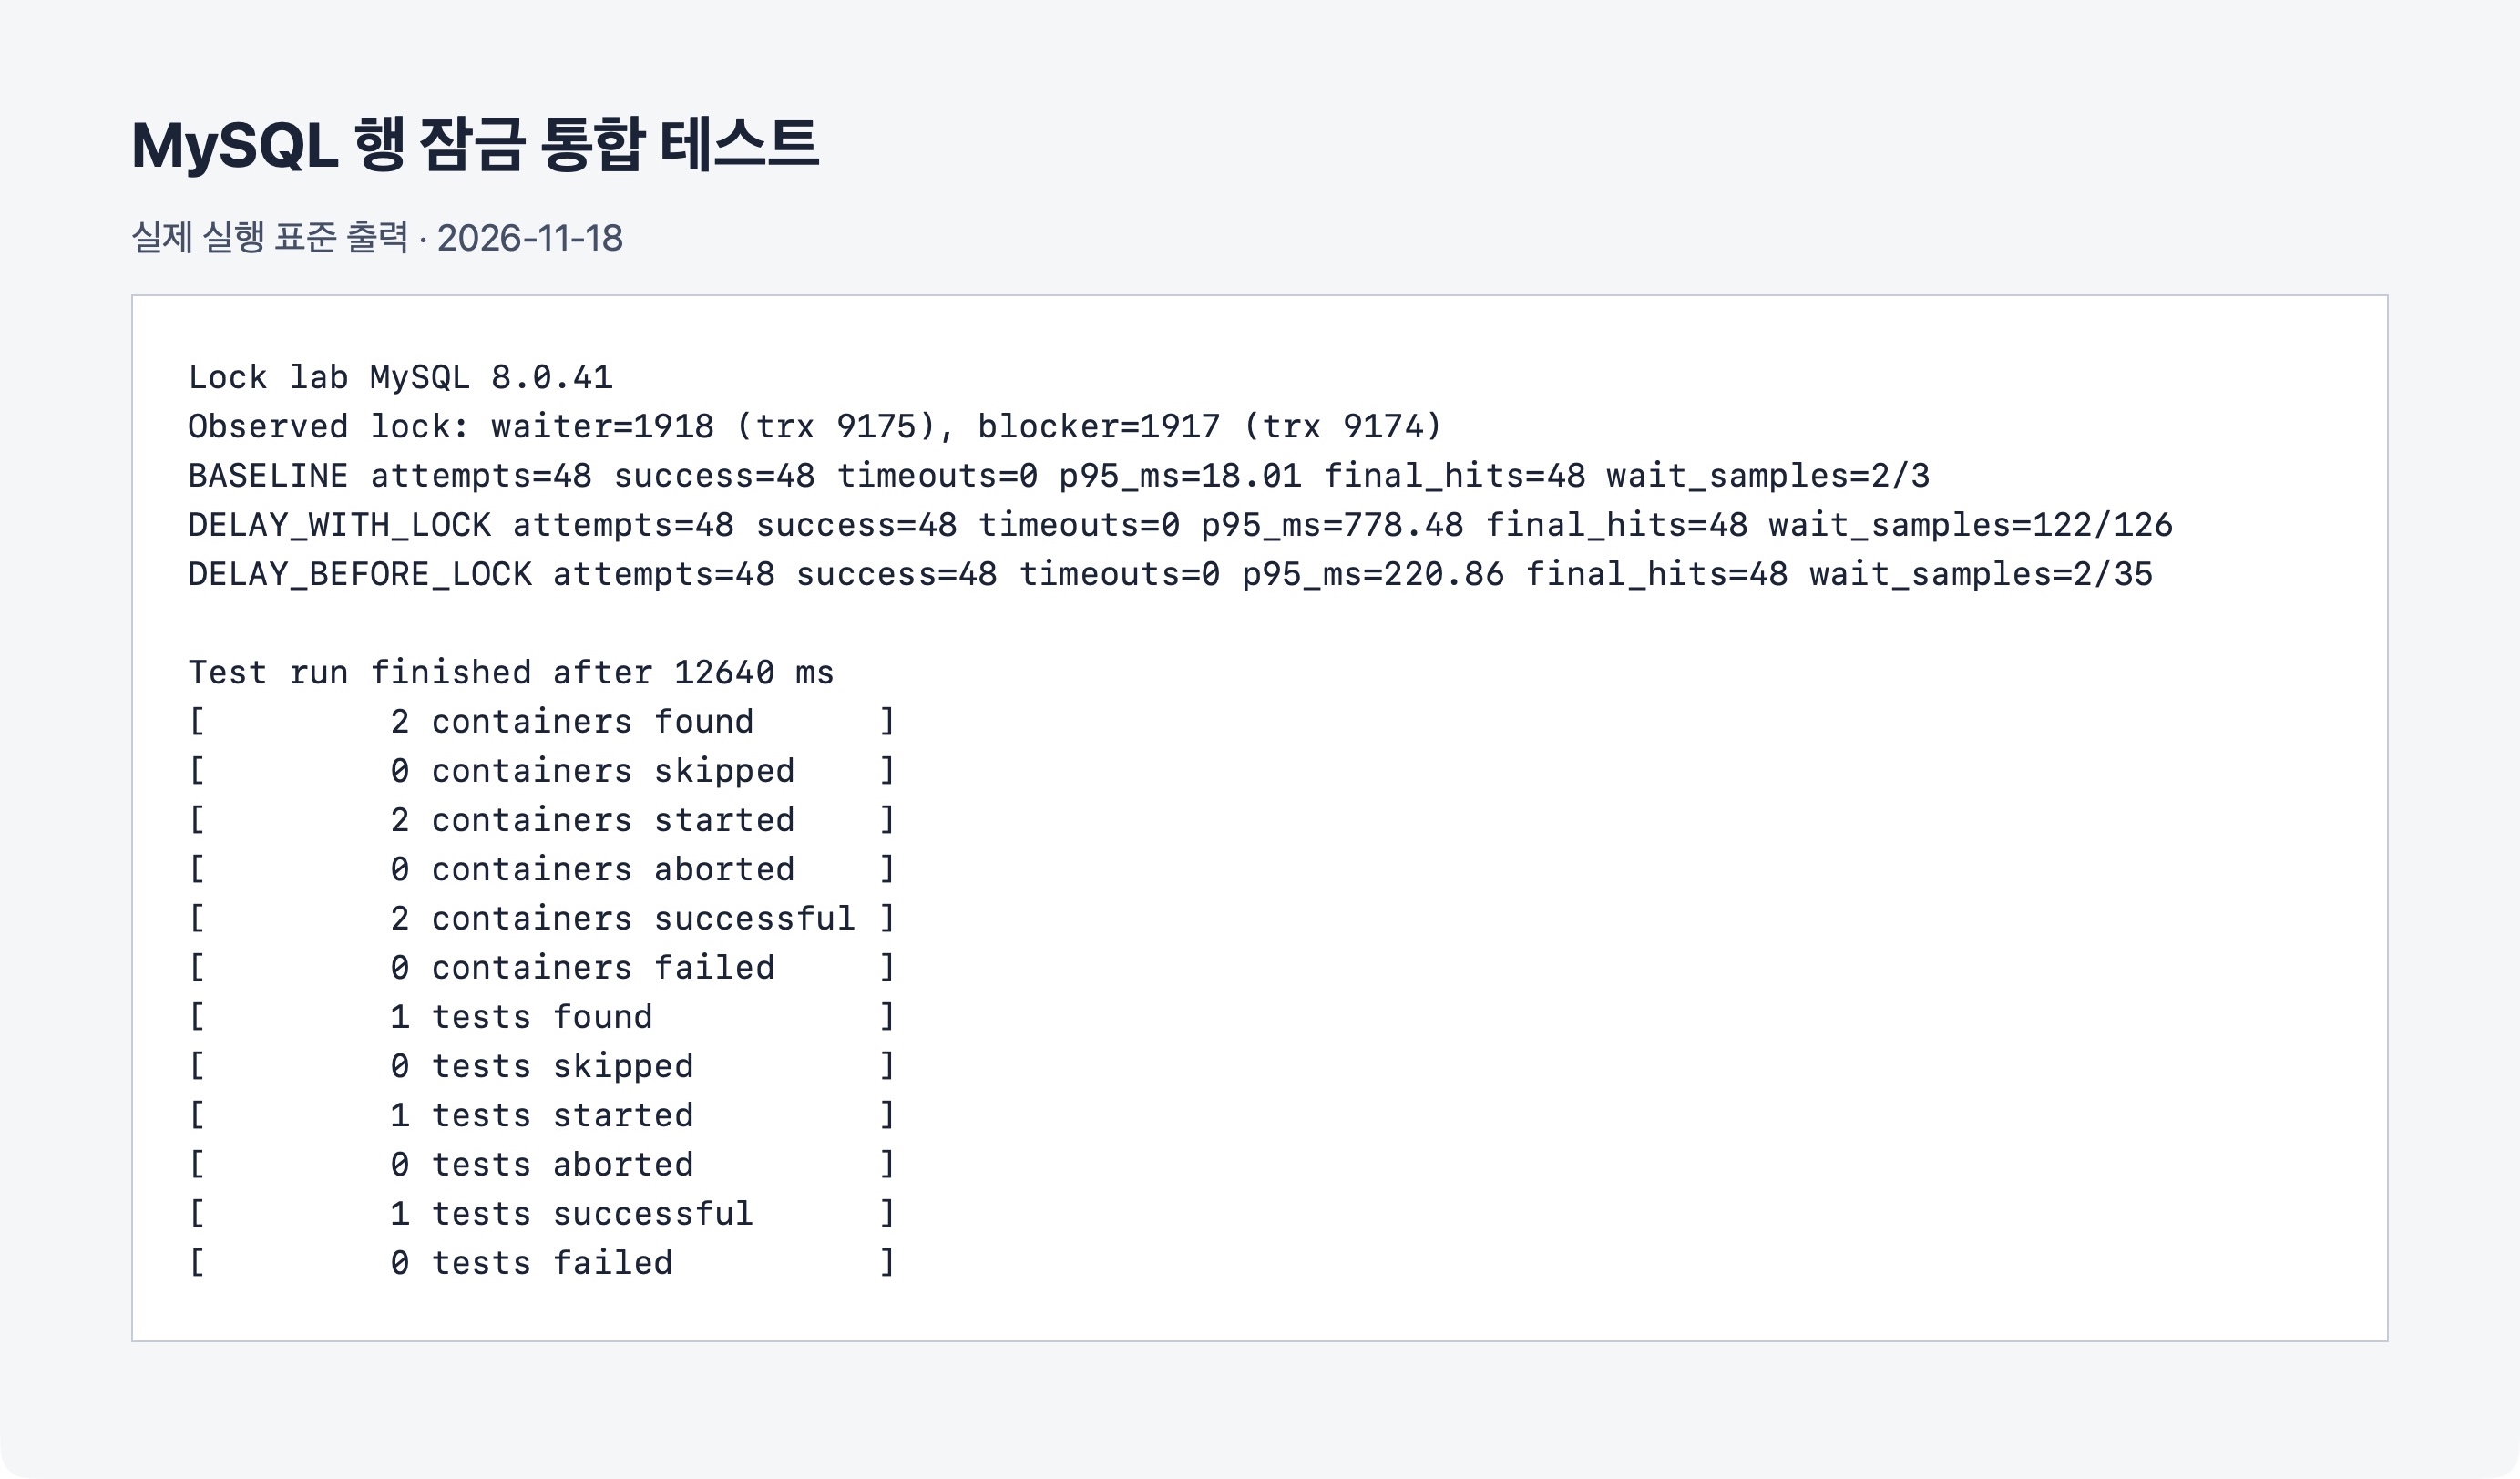 MySQL 행 잠금 통합 테스트
실제 실행 표준 출력 · 2026-11-18
Lock lab MySQL 8.0.41
Observed lock: waiter=1918 (trx 9175), blocker=1917 (trx 9174)
BASELINE attempts=48 success=48 timeouts=0 p95_ms=18.01 final_hits=48 wait_samples=2/3
DELAY_WITH_LOCK attempts=48 success=48 timeouts=0 p95_ms=778.48 final_hits=48 wait_samples=122/126
DELAY_BEFORE_LOCK attempts=48 success=48 timeouts=0 p95_ms=220.86 final_hits=48 wait_samples=2/35
Test run finished after 12640 ms
[         2 containers found      ]
[         0 containers skipped    ]
[         2 containers started    ]
[         0 containers aborted    ]
[         2 containers successful ]
[         0 containers failed     ]
[         1 tests found           ]
[         0 tests skipped         ]
[         1 tests started         ]
[         0 tests aborted         ]
[         1 tests successful      ]
[         0 tests failed          ]